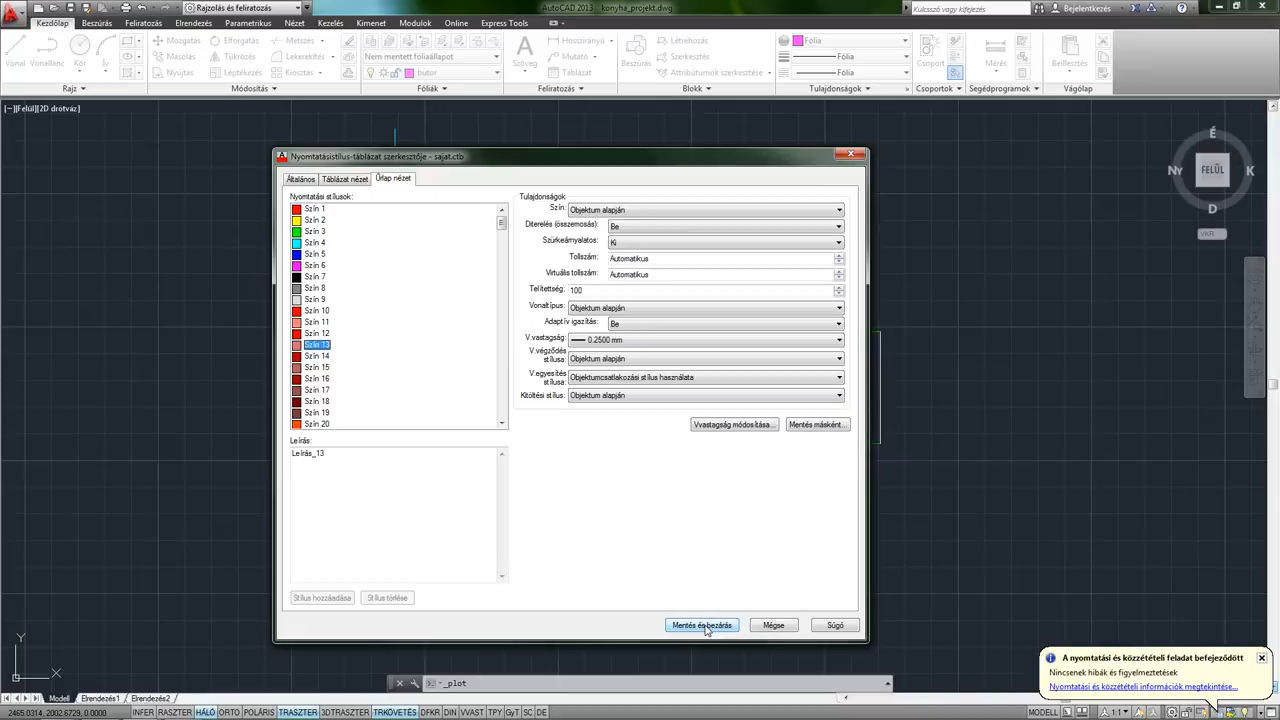 Rajzolás és feliratozás
AutoCAD 2013 konyha_projekt.dwg
Kulcsszó vagy kifejezés
Bejelentkezés
Kezdőlap Beszúrás Feliratozás Elrendezés Parametrikus Nézet Kezelés Kimenet Modulok Online Express Tools
Mozgatás Elforgatás Metszés
Másolás Tükrözés Lekerekítés
Nyújtás Léptékezés Kiosztás
Vonal Vonallánc Kör Ív
Nem mentett fóliaállapot
butor
Szöveg
Hosszirányú
Mutató
Táblázat
Beszúrás
Létrehozás
Szerkesztés
Attribútumok szerkesztése
Fólia
Fólia
Fólia
Csoport
Mérés
Beillesztés
Rajz Módosítás Fóliák Feliratozás Blokk Tulajdonságok Csoportok Segédprogramok Vágólap
[−][Felül][2D drótváz]
É
NY FELÜL K
D
VKR
Nyomtatásistílus-táblázat szerkesztője - sajat.ctb
Általános Táblázat nézet Űrlap nézet
Nyomtatási stílusok:
Szín 1
Szín 2
Szín 3
Szín 4
Szín 5
Szín 6
Szín 7
Szín 8
Szín 9
Szín 10
Szín 11
Szín 12
Szín 13
Szín 14
Szín 15
Szín 16
Szín 17
Szín 18
Szín 19
Szín 20
Leírás:
Leírás_13
Stílus hozzáadása Stílus törlése
Tulajdonságok
Szín: Objektum alapján
Diterelés (összemosás): Be
Szürkeárnyalatos: Ki
Tollszám: Automatikus
Virtuális tollszám: Automatikus
Telítettség: 100
Vonaltípus: Objektum alapján
Adaptív igazítás: Be
V.vastagság: 0.2500 mm
V.végződés stílusa: Objektum alapján
V.egyesítés stílusa: Objektumcsatlakozási stílus használata
Kitöltési stílus: Objektum alapján
Vvastagság módosítása... Mentés másként...
Mentés és bezárás Mégse Súgó
A nyomtatási és közzétételi feladat befejeződött
Nincsenek hibák és figyelmeztetések
Nyomtatási és közzétételi információk megtekintése...
Y
X
_plot
Modell Elrendezés1 Elrendezés2
2465.0314, 2002.6729, 0.0000
INFER RASZTER HÁLÓ ORTO POLÁRIS TRASZTER 3DTRASZTER TRKÖVETÉS DFKR DIN VVAST TPY GyT SC DE
MODELL
1:1